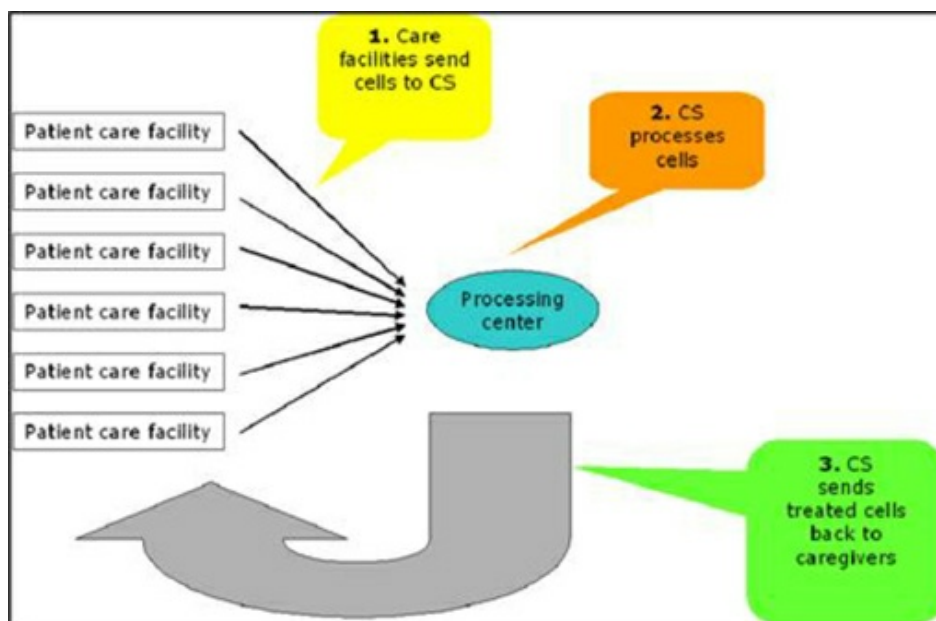 1. Care
facilities send
cells to CS
Patient care facility
2. CS
processes
cells
Patient care facility
Patient care facility
Patient care facility
Processing
center
Patient care facility
Patient care facility
3. CS
sends
treated cells
back to
caregivers